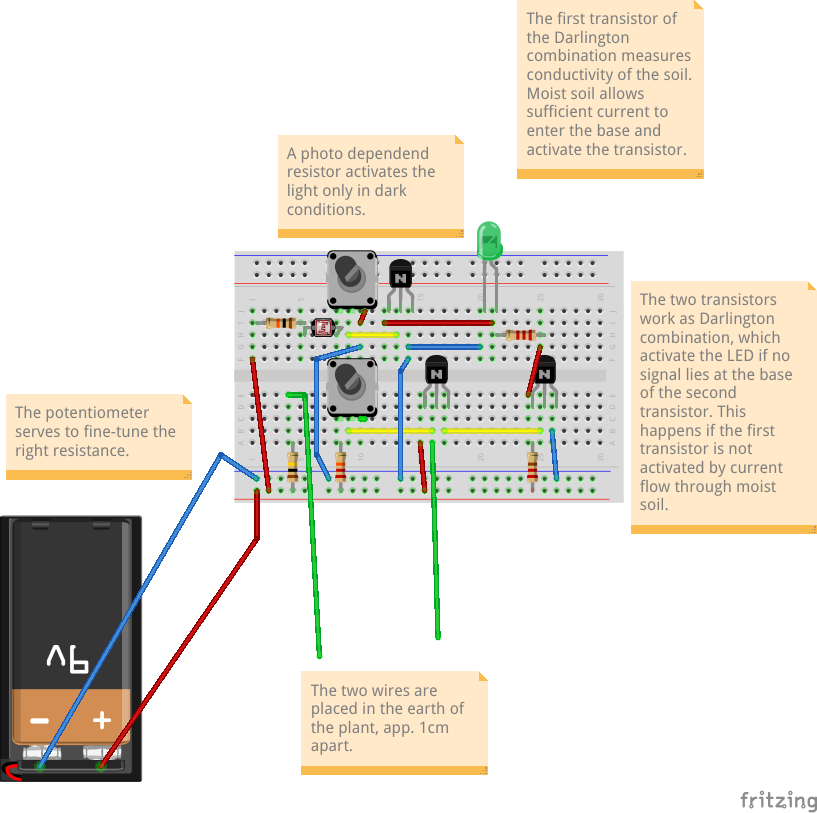 The first transistor of
the Darlington
combination measures
conductivity of the soil.
Moist soil allows
sufficient current to
enter the base and
activate the transistor.
A photo dependend
resistor activates the
light only in dark
conditions.
The two transistors
work as Darlington
combination, which
activate the LED if no
signal lies at the base
of the second
transistor. This
happens if the first
transistor is not
activated by current
flow through moist
soil.
The potentiometer
serves to fine-tune the
right resistance.
N
N
N
9V
- +
The two wires are
placed in the earth of
the plant, app. 1cm
apart.
fritzing